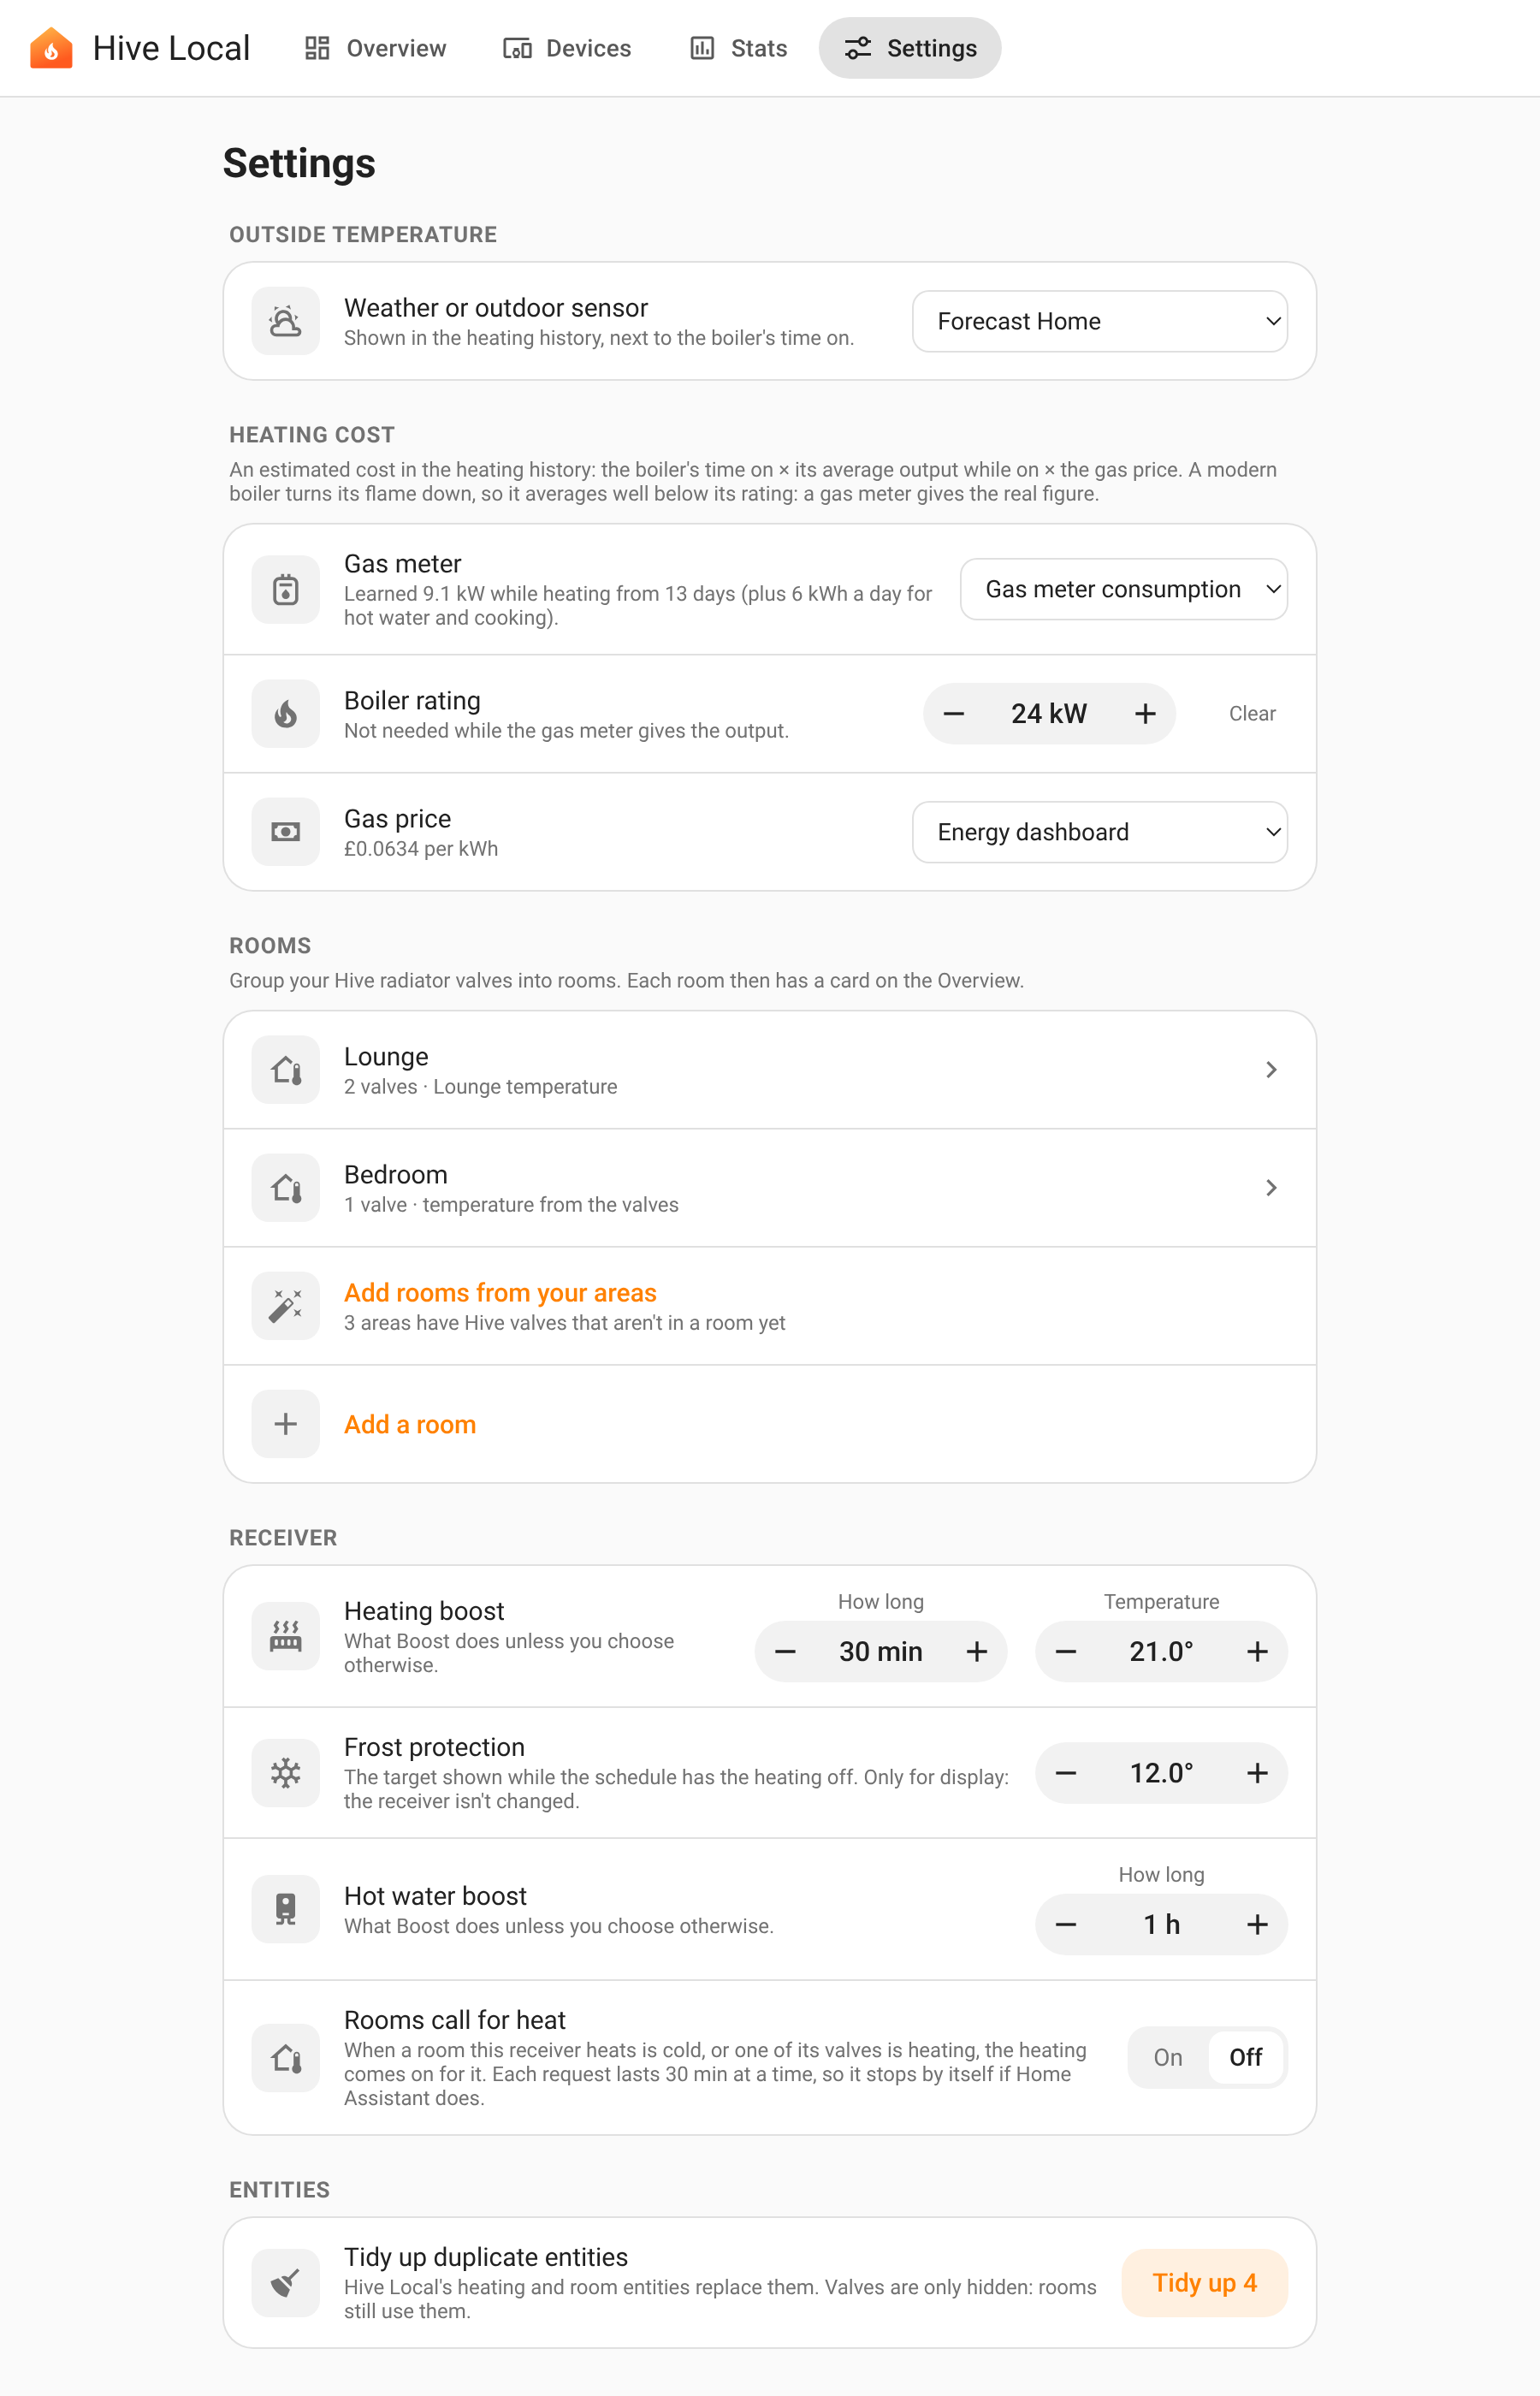 Hive Local
Overview
Devices
Stats
Settings
Settings
OUTSIDE TEMPERATURE
Weather or outdoor sensor
Shown in the heating history, next to the boiler's time on.
Forecast Home
HEATING COST
An estimated cost in the heating history: the boiler's time on × its average output while on × the gas price. A modern
boiler turns its flame down, so it averages well below its rating: a gas meter gives the real figure.
Gas meter
Learned 9.1 kW while heating from 13 days (plus 6 kWh a day for
hot water and cooking).
Gas meter consumption
Boiler rating
Not needed while the gas meter gives the output.
− 24 kW +
Clear
Gas price
£0.0634 per kWh
Energy dashboard
ROOMS
Group your Hive radiator valves into rooms. Each room then has a card on the Overview.
Lounge
2 valves · Lounge temperature
Bedroom
1 valve · temperature from the valves
Add rooms from your areas
3 areas have Hive valves that aren't in a room yet
Add a room
RECEIVER
Heating boost
What Boost does unless you choose
otherwise.
How long
− 30 min +
Temperature
− 21.0° +
Frost protection
The target shown while the schedule has the heating off. Only for display:
the receiver isn't changed.
− 12.0° +
Hot water boost
What Boost does unless you choose otherwise.
How long
− 1 h +
Rooms call for heat
When a room this receiver heats is cold, or one of its valves is heating, the heating
comes on for it. Each request lasts 30 min at a time, so it stops by itself if Home
Assistant does.
On
Off
ENTITIES
Tidy up duplicate entities
Hive Local's heating and room entities replace them. Valves are only hidden: rooms
still use them.
Tidy up 4